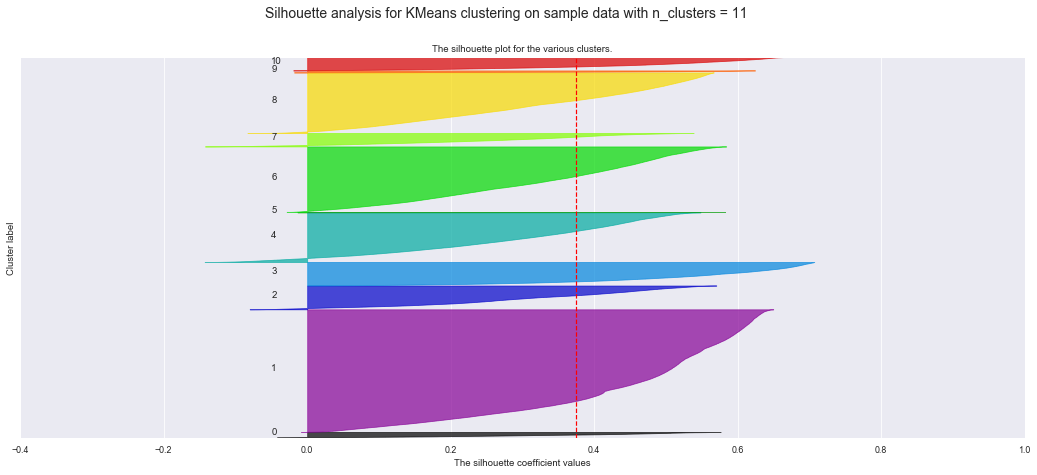 Silhouette analysis for KMeans clustering on sample data with n_clusters = 11
The silhouette plot for the various clusters.
10
9
8
7
6
5
4
3
2
1
0
Cluster label
−0.4 −0.2 0.0 0.2 0.4 0.6 0.8 1.0
The silhouette coefficient values